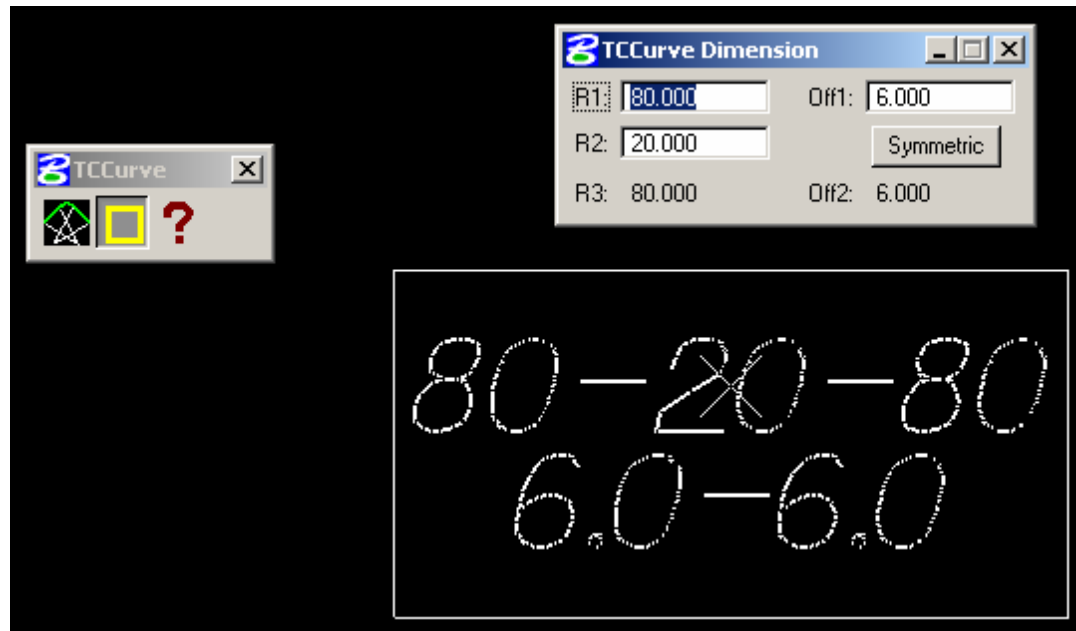 TCCurve Dimension
R1: 80.000 Off1: 6.000
R2: 20.000 Symmetric
R3: 80.000 Off2: 6.000
TCCurve
?
80-20-80
6.0-6.0